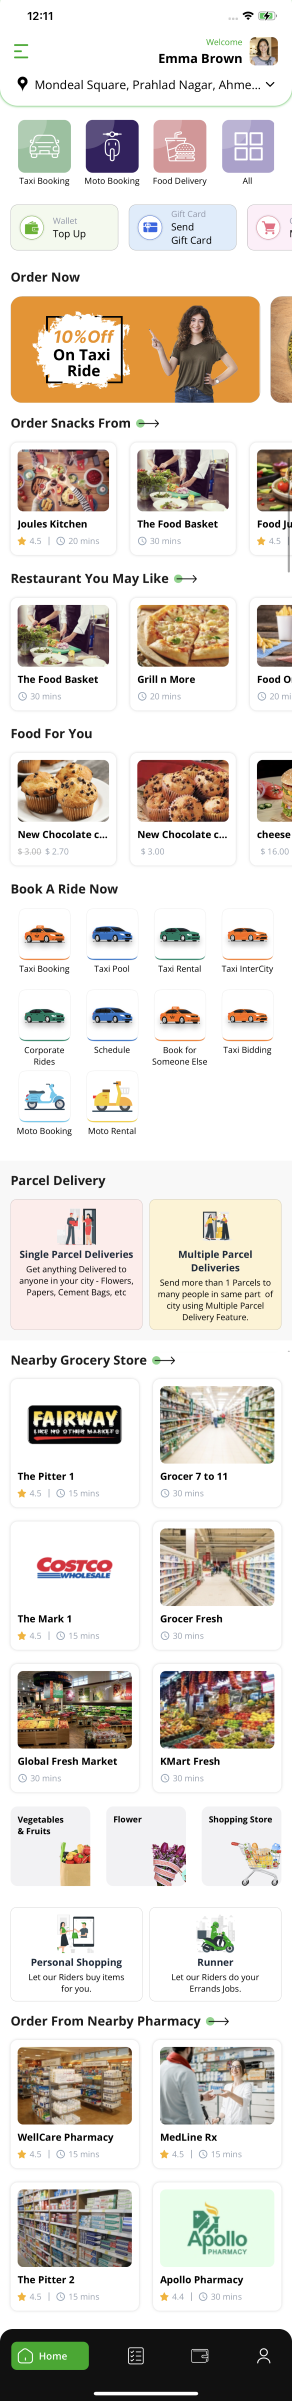 12:11
Welcome
Emma Brown
Mondeal Square, Prahlad Nagar, Ahme...
Taxi Booking
Moto Booking
Food Delivery
All
Wallet
Top Up
Gift Card
Send
Gift Card
Order Now
10%Off
On Taxi
Ride
Order Snacks From
Joules Kitchen
4.5 | 20 mins
The Food Basket
30 mins
Food Ju
4.5
Restaurant You May Like
The Food Basket
30 mins
Grill n More
20 mins
Food O
20 mi
Food For You
New Chocolate c...
$ 3.00 $ 2.70
New Chocolate c...
$ 3.00
cheese
$ 16.00
Book A Ride Now
Taxi Booking
Taxi Pool
Taxi Rental
Taxi InterCity
Corporate
Rides
Schedule
Book for
Someone Else
Taxi Bidding
Moto Booking
Moto Rental
Parcel Delivery
Single Parcel Deliveries
Get anything Delivered to
anyone in your city - Flowers,
Papers, Cement Bags, etc
Multiple Parcel
Deliveries
Send more than 1 Parcels to
many people in same part of
city using Multiple Parcel
Delivery Feature.
Nearby Grocery Store
FAIRWAY
LIKE NO OTHER MARKET
The Pitter 1
4.5 | 15 mins
Grocer 7 to 11
30 mins
COSTCO
WHOLESALE
The Mark 1
4.5 | 15 mins
Grocer Fresh
30 mins
Global Fresh Market
30 mins
KMart Fresh
30 mins
Vegetables
& Fruits
Flower
Shopping Store
Personal Shopping
Let our Riders buy items
for you.
Runner
Let our Riders do your
Errands Jobs.
Order From Nearby Pharmacy
WellCare Pharmacy
4.5 | 15 mins
MedLine Rx
4.5 | 15 mins
The Pitter 2
4.5 | 15 mins
Apollo
PHARMACY
Apollo Pharmacy
4.4 | 30 mins
Home